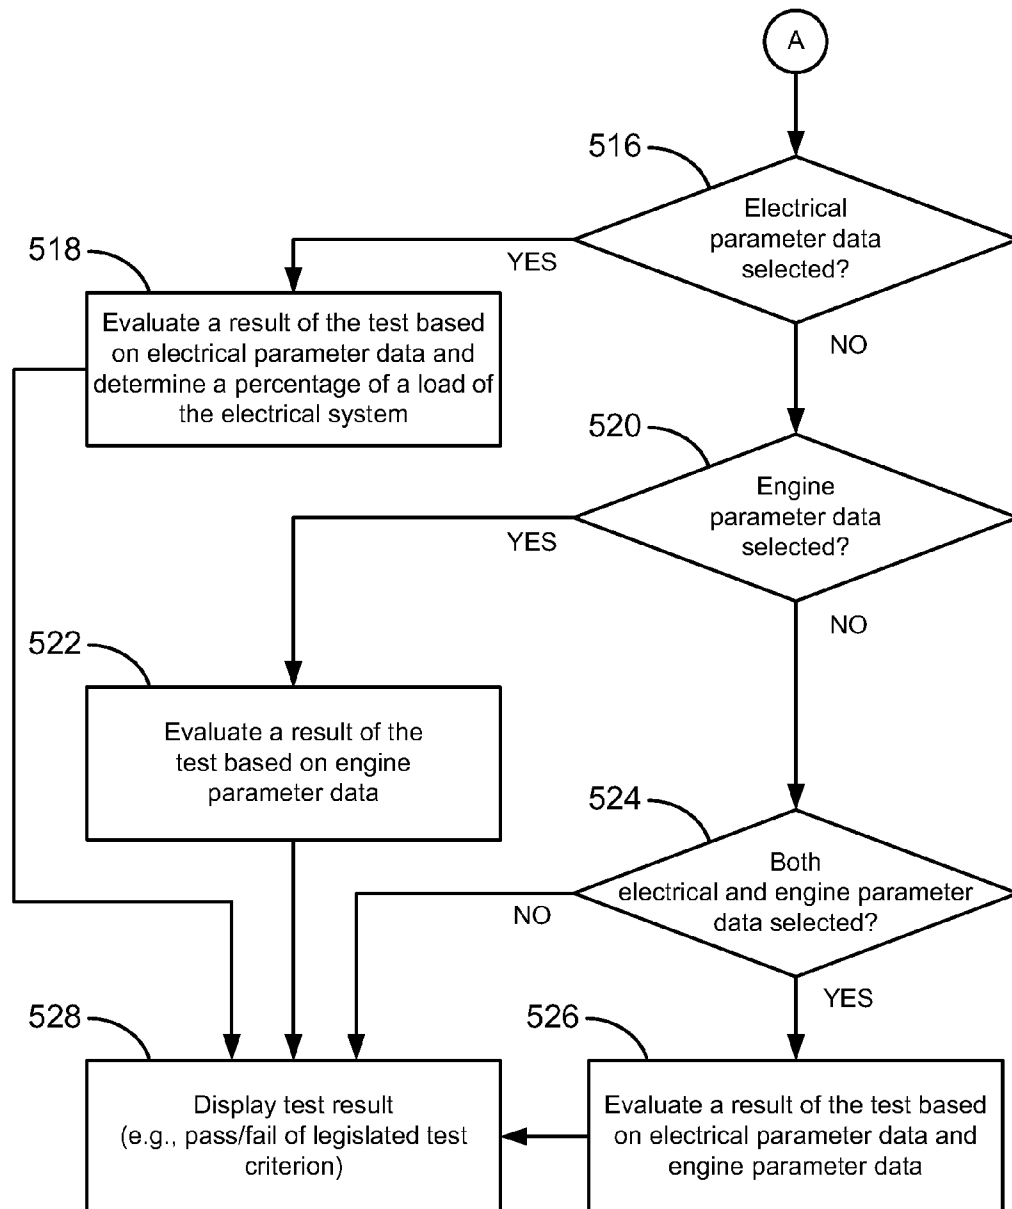 A
516
Electrical
parameter data
selected?
YES
NO
518
Evaluate a result of the test based
on electrical parameter data and
determine a percentage of a load of
the electrical system
520
Engine
parameter data
selected?
YES
NO
522
Evaluate a result of the
test based on engine
parameter data
524
Both
electrical and engine parameter
data selected?
NO
YES
528
Display test result
(e.g., pass/fail of legislated test
criterion)
526
Evaluate a result of the test based
on electrical parameter data and
engine parameter data